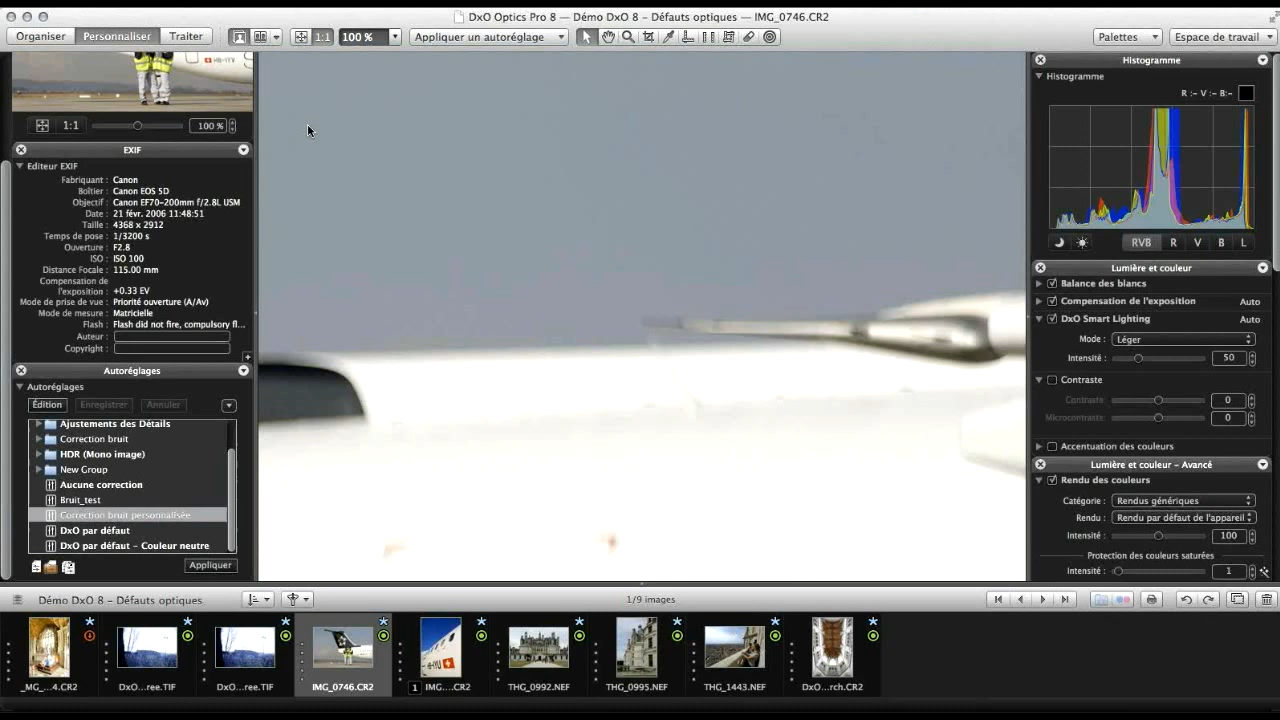 DxO Optics Pro 8 — Démo DxO 8 – Défauts optiques — IMG_0746.CR2
Organiser Personnaliser Traiter 1:1 100 % Appliquer un autoréglage Palettes Espace de travail
HB-IYV
1:1 100 %
EXIF
Editeur EXIF
Fabriquant : Canon
Boîtier : Canon EOS 5D
Objectif : Canon EF70-200mm f/2.8L USM
Date : 21 févr. 2006 11:48:51
Taille : 4368 x 2912
Temps de pose : 1/3200 s
Ouverture : F2.8
ISO : ISO 100
Distance Focale : 115.00 mm
Compensation de
l'exposition : +0.33 EV
Mode de prise de vue : Priorité ouverture (A/Av)
Mode de mesure : Matricielle
Flash : Flash did not fire, compulsory fl...
Auteur :
Copyright :
Autoréglages
Autoréglages
Édition Enregistrer Annuler
Ajustements des Détails
Correction bruit
HDR (Mono image)
New Group
Aucune correction
Bruit_test
Correction bruit personnalisée
DxO par défaut
DxO par défaut – Couleur neutre
Appliquer
Histogramme
Histogramme
R :– V :– B:–
RVB R V B L
Lumière et couleur
Balance des blancs
Compensation de l'exposition Auto
DxO Smart Lighting Auto
Mode : Léger
Intensité : 50
Contraste
Contraste : 0
Microcontraste : 0
Accentuation des couleurs
Lumière et couleur – Avancé
Rendu des couleurs
Catégorie : Rendus génériques
Rendu : Rendu par défaut de l'appareil
Intensité : 100
Protection des couleurs saturées
Intensité : 1
Démo DxO 8 – Défauts optiques 1/9 images
_MG_...4.CR2 DxO...ree.TIF DxO...ree.TIF IMG_0746.CR2 1 IMG....CR2 THG_0992.NEF THG_0995.NEF THG_1443.NEF DxO...rch.CR2